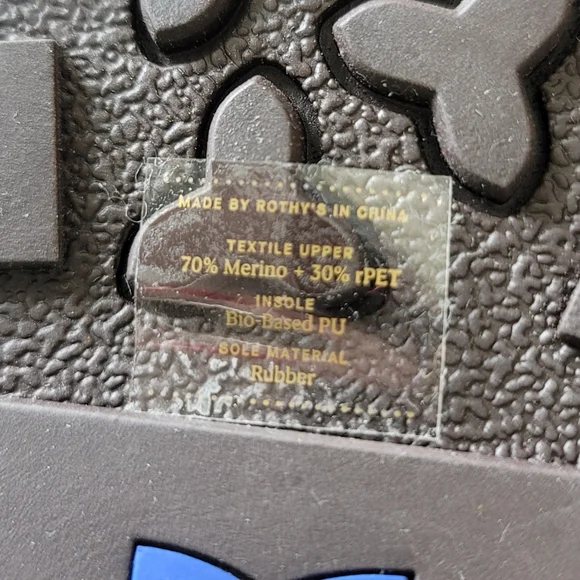 MADE BY ROTHY'S IN CHINA
TEXTILE UPPER
70% Merino + 30% rPET
INSOLE
Bio-Based PU
SOLE MATERIAL
Rubber